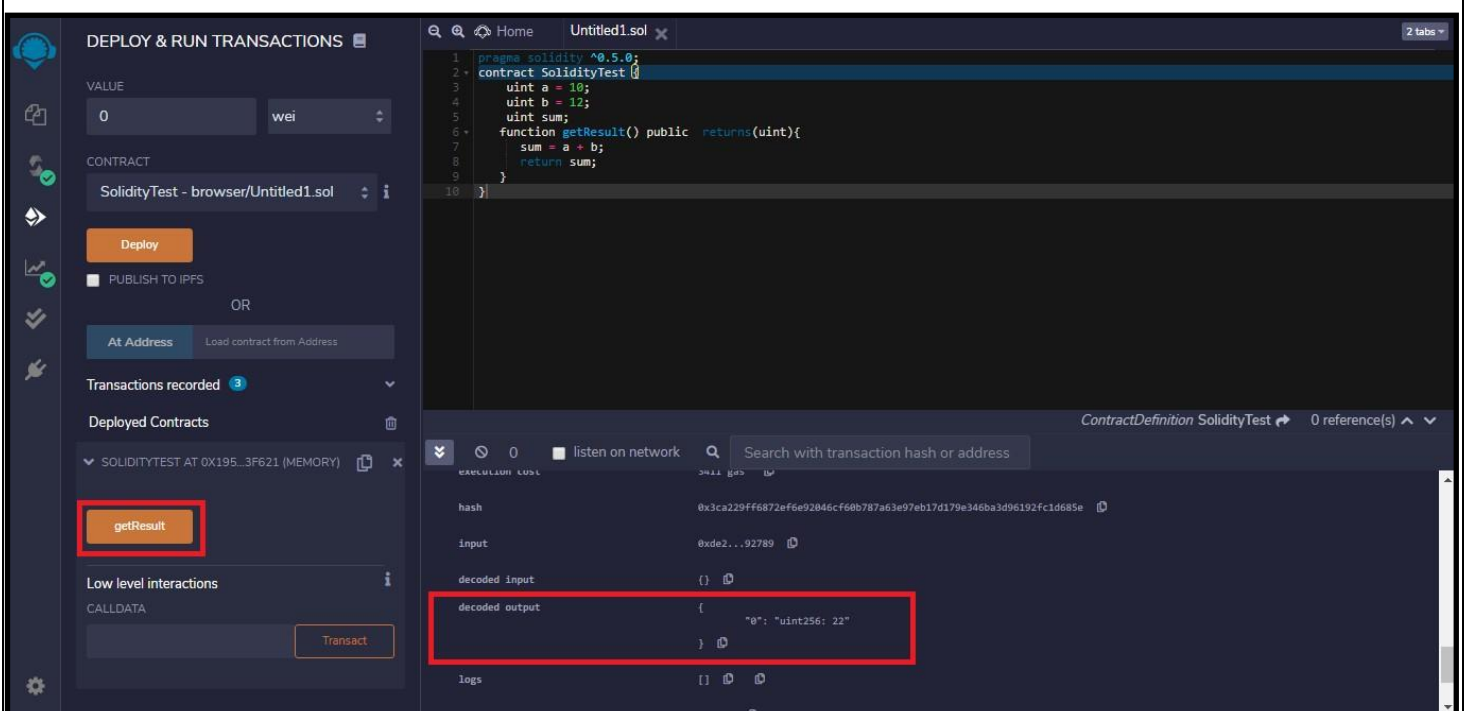 DEPLOY & RUN TRANSACTIONS
VALUE
0 wei
CONTRACT
SolidityTest - browser/Untitled1.sol i
Deploy
PUBLISH TO IPFS
OR
At Address Load contract from Address
Transactions recorded 3
Deployed Contracts
SOLIDITYTEST AT 0X195...3F621 (MEMORY)
getResult
Low level interactions i
CALLDATA
Transact
Home Untitled1.sol 2 tabs
1 pragma solidity ^0.5.0;
2 contract SolidityTest {
3 uint a = 10;
4 uint b = 12;
5 uint sum;
6 function getResult() public returns(uint){
7 sum = a + b;
8 return sum;
9 }
10 }
ContractDefinition SolidityTest 0 reference(s)
0 listen on network Search with transaction hash or address
execution cost 5411 gas
hash 0x3ca229ff6872ef6e92046cf60b787a63e97eb17d179e346ba3d96192fc1d685e
input 0xde2...92789
decoded input {}
decoded output {
"0": "uint256: 22"
}
logs []